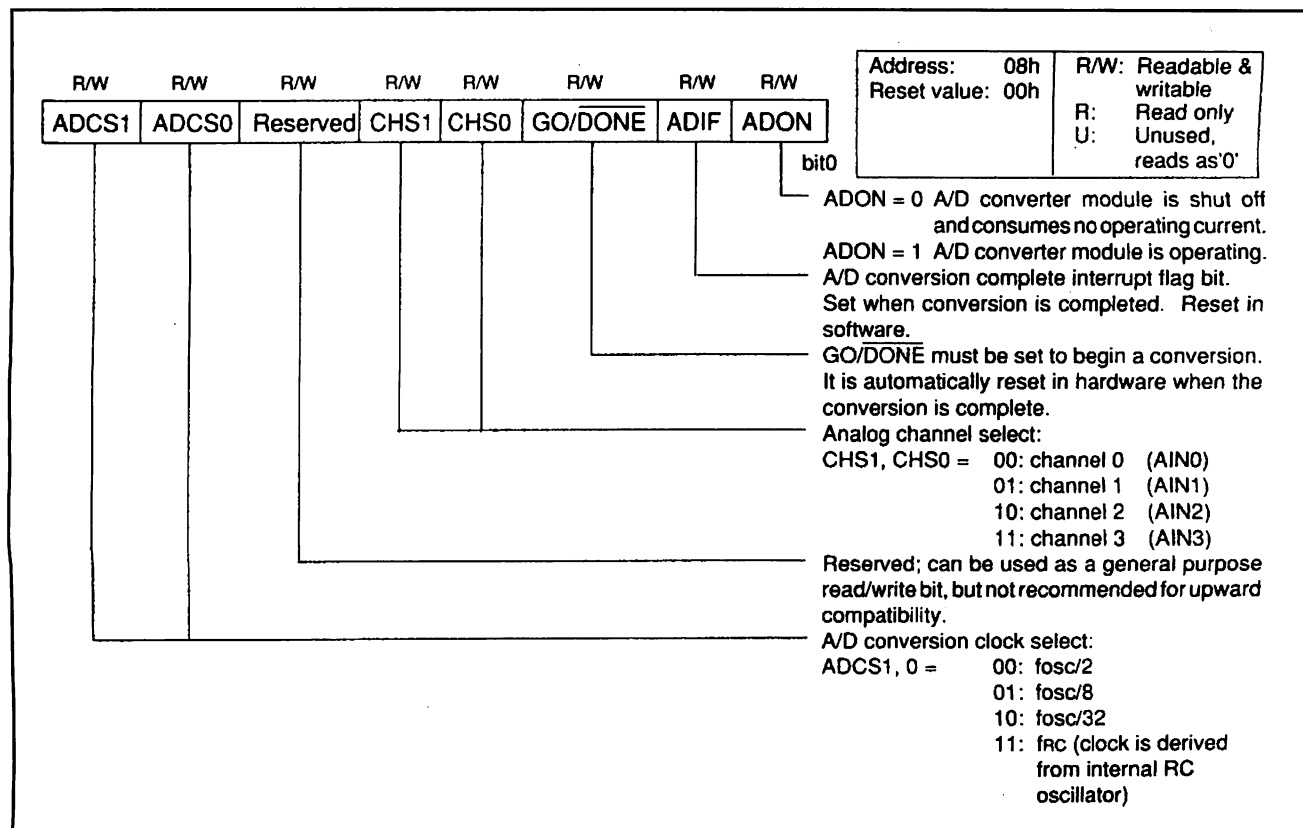 R/W R/W R/W R/W R/W R/W R/W R/W
ADCS1 ADCS0 Reserved CHS1 CHS0 GO/DONE ADIF ADON
bit0
Address: 08h
Reset value: 00h
R/W: Readable &
writable
R: Read only
U: Unused,
reads as'0'
ADON = 0 A/D converter module is shut off
and consumes no operating current.
ADON = 1 A/D converter module is operating.
A/D conversion complete interrupt flag bit.
Set when conversion is completed. Reset in
software.
GO/DONE must be set to begin a conversion.
It is automatically reset in hardware when the
conversion is complete.
Analog channel select:
CHS1, CHS0 = 00: channel 0 (AIN0)
01: channel 1 (AIN1)
10: channel 2 (AIN2)
11: channel 3 (AIN3)
Reserved; can be used as a general purpose
read/write bit, but not recommended for upward
compatibility.
A/D conversion clock select:
ADCS1, 0 = 00: fosc/2
01: fosc/8
10: fosc/32
11: fRC (clock is derived
from internal RC
oscillator)